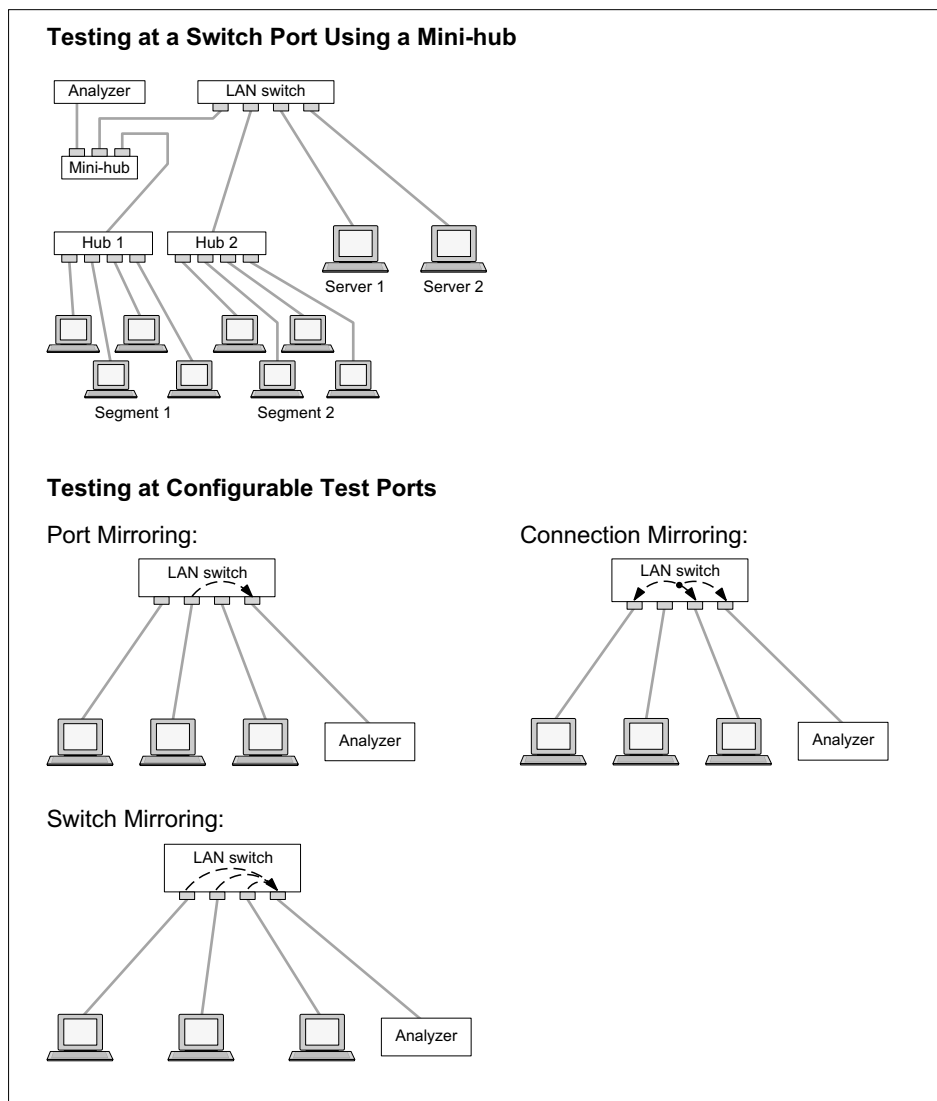 Testing at a Switch Port Using a Mini-hub
Analyzer
LAN switch
Mini-hub
Hub 1
Hub 2
Server 1
Server 2
Segment 1
Segment 2
Testing at Configurable Test Ports
Port Mirroring:
LAN switch
Analyzer
Connection Mirroring:
LAN switch
Analyzer
Switch Mirroring:
LAN switch
Analyzer